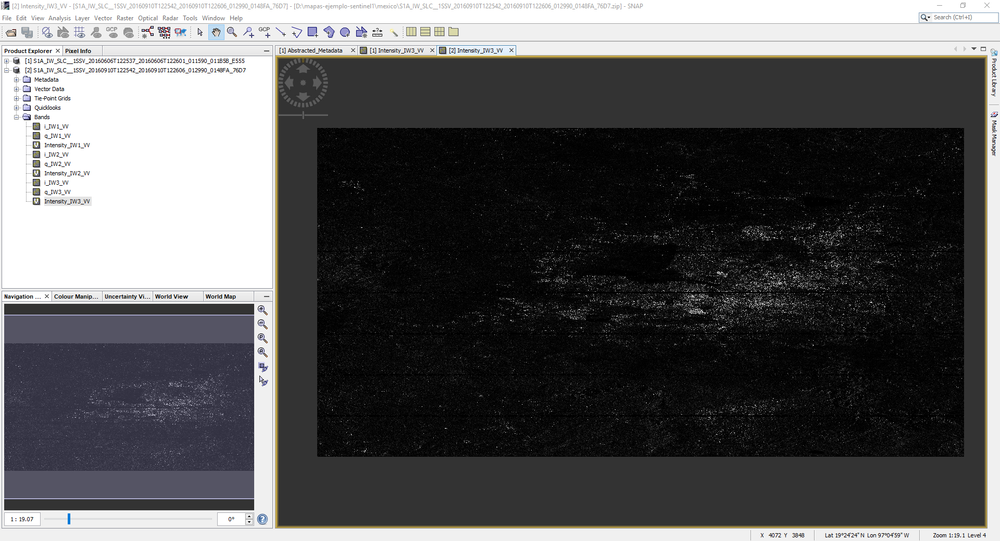 [2] Intensity_IW3_VV - [S1A_IW_SLC__1SSV_20160910T122542_20160910T122606_012990_0148FA_76D7] - [D:\mapas-ejemplo-sentinel1\mexico\S1A_IW_SLC__1SSV_20160910T122542_20160910T122606_012990_0148FA_76D7.zip] - SNAP
File Edit View Analysis Layer Vector Raster Optical Radar Tools Window Help
Search (Ctrl+I)
GCP GCP
Product Explorer Pixel Info
[1] Abstracted_Metadata [1] Intensity_IW3_VV [2] Intensity_IW3_VV
[1] S1A_IW_SLC__1SSV_20160606T122537_20160606T122601_011590_011B5B_E555
[2] S1A_IW_SLC__1SSV_20160910T122542_20160910T122606_012990_0148FA_76D7
Metadata
Vector Data
Tie-Point Grids
Quicklooks
Bands
i_IW1_VV
q_IW1_VV
Intensity_IW1_VV
i_IW2_VV
q_IW2_VV
Intensity_IW2_VV
i_IW3_VV
q_IW3_VV
Intensity_IW3_VV
Product Library
Mask Manager
Navigation ... Colour Manip... Uncertainty Vi... World View World Map
1 : 19.07
0°
X 4072 Y 3848 Lat 19°24'24" N Lon 97°04'59" W Zoom 1:19.1 Level 4